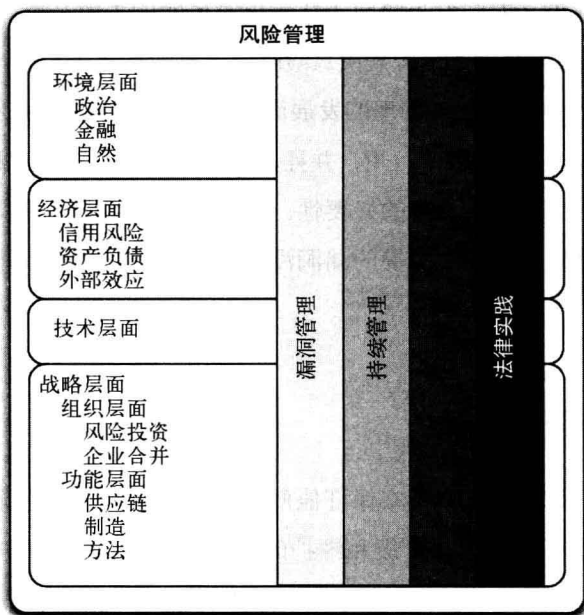 风险管理
环境层面
政治
金融
自然
经济层面
信用风险
资产负债
外部效应
技术层面
战略层面
组织层面
风险投资
企业合并
功能层面
供应链
制造
方法
漏洞管理
持续管理
法律实践